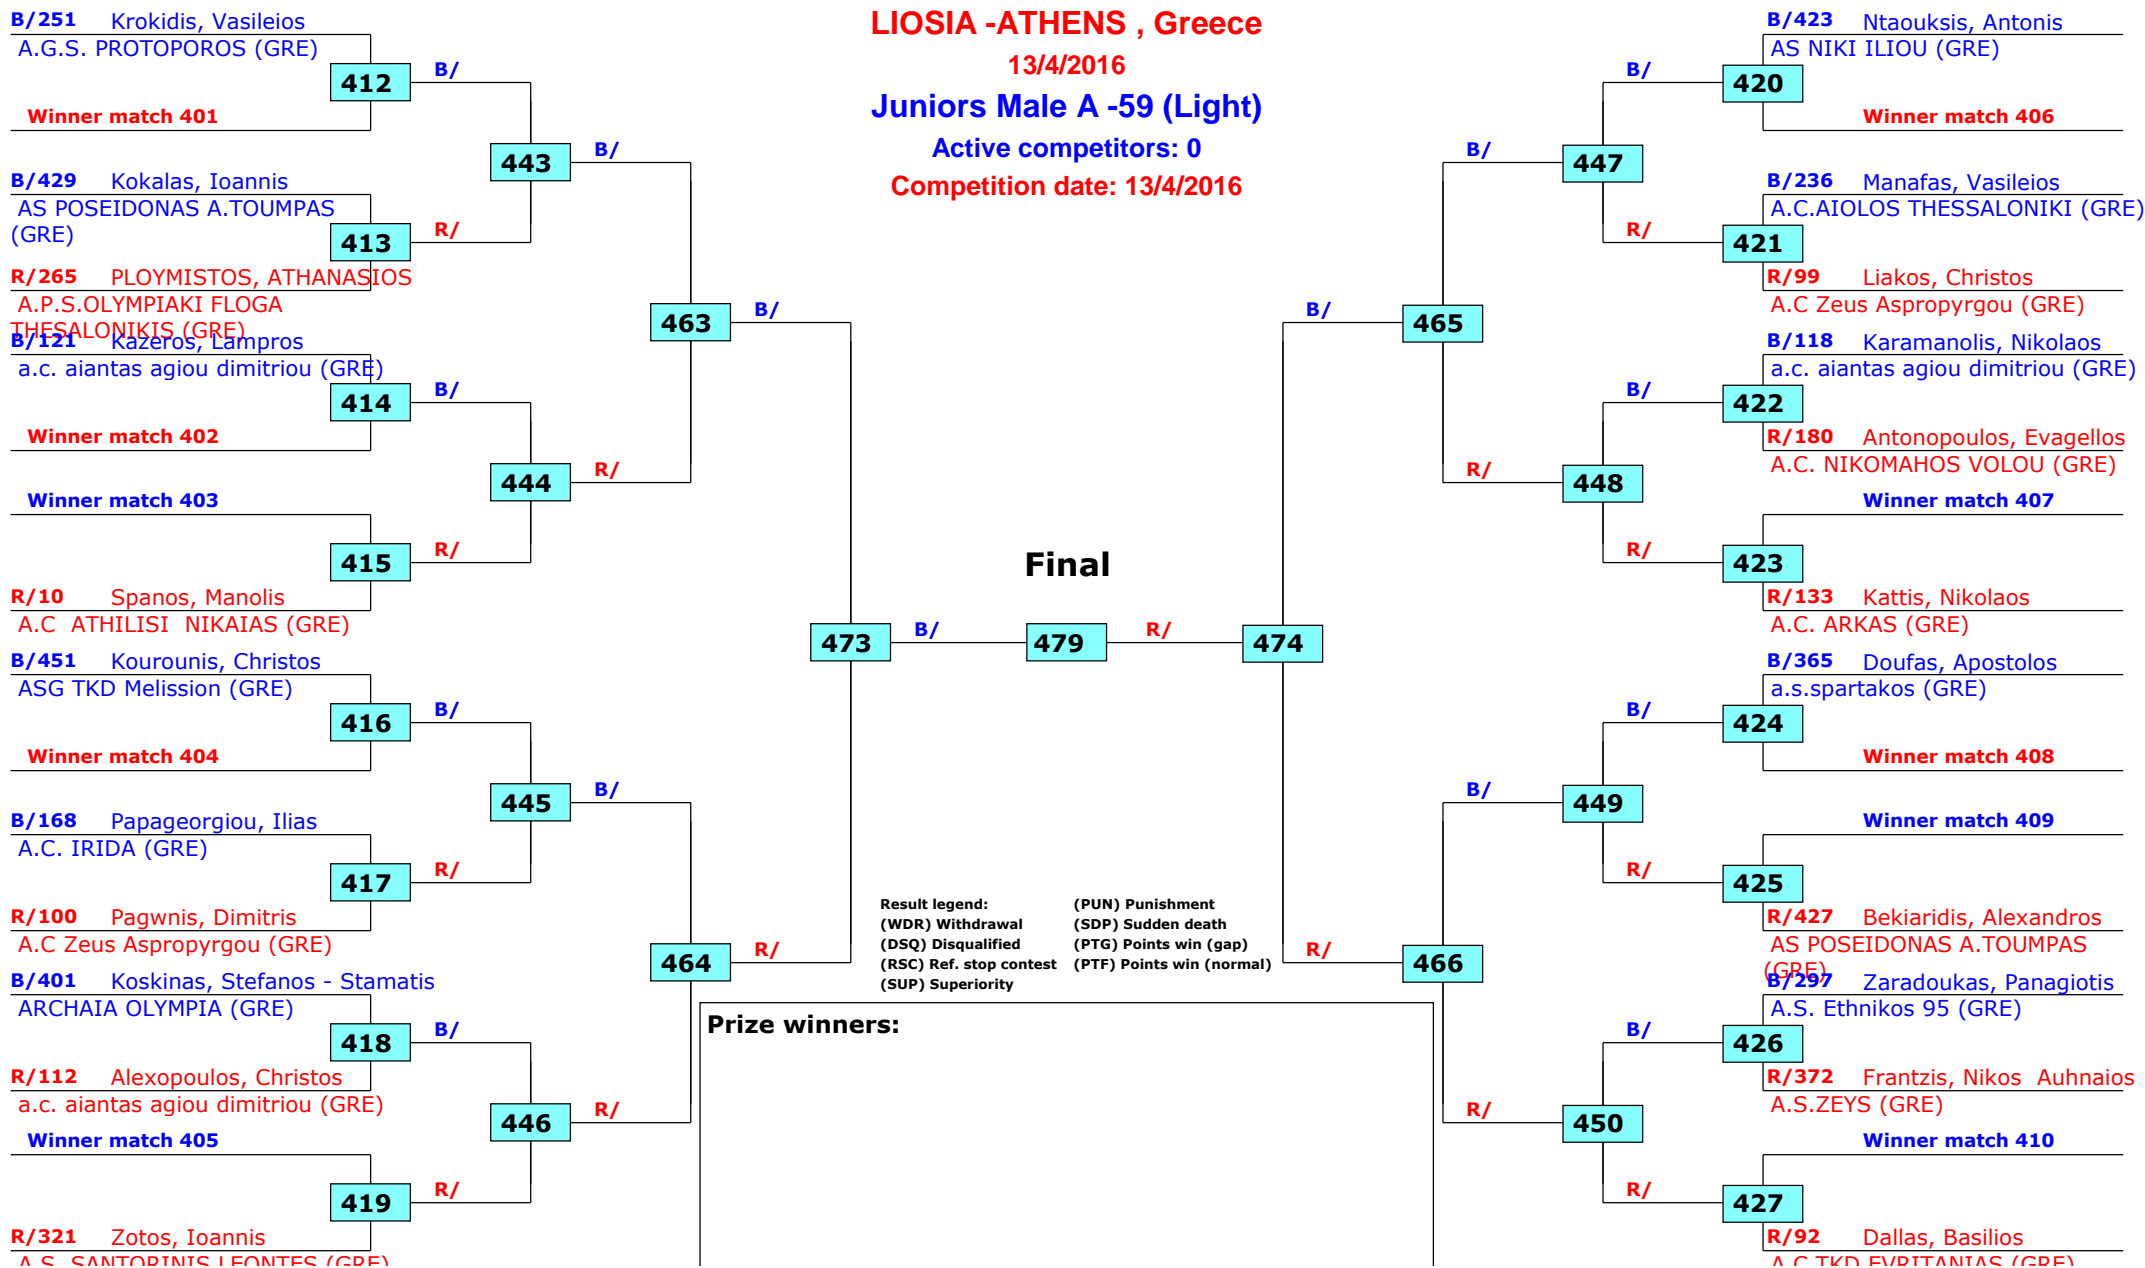 LIOSIA -ATHENS , Greece
13/4/2016
Juniors Male A -59 (Light)
Active competitors: 0
Competition date: 13/4/2016
B/251 Krokidis, Vasileios
A.G.S. PROTOPOROS (GRE)
412
B/
Winner match 401
443
B/
B/429 Kokalas, Ioannis
AS POSEIDONAS A.TOUMPAS
(GRE)
413
R/
R/265 PLOYMISTOS, ATHANASIOS
A.P.S.OLYMPIAKI FLOGA
THESALONIKIS (GRE)
463
B/
B/121 Kazeros, Lampros
a.c. aiantas agiou dimitriou (GRE)
414
B/
Winner match 402
444
R/
Winner match 403
415
R/
R/10 Spanos, Manolis
A.C ATHILISI NIKAIAS (GRE)
473
B/
B/451 Kourounis, Christos
ASG TKD Melission (GRE)
416
B/
Winner match 404
445
B/
B/168 Papageorgiou, Ilias
A.C. IRIDA (GRE)
417
R/
R/100 Pagwnis, Dimitris
A.C Zeus Aspropyrgou (GRE)
464
R/
B/401 Koskinas, Stefanos - Stamatis
ARCHAIA OLYMPIA (GRE)
418
B/
R/112 Alexopoulos, Christos
a.c. aiantas agiou dimitriou (GRE)
446
R/
Winner match 405
419
R/
R/321 Zotos, Ioannis
A.S. SANTORINIS LEONTES (GRE)
Final
479
R/
474
B/423 Ntaouksis, Antonis
AS NIKI ILIOU (GRE)
B/
420
Winner match 406
B/
447
B/236 Manafas, Vasileios
A.C.AIOLOS THESSALONIKI (GRE)
R/
421
R/99 Liakos, Christos
A.C Zeus Aspropyrgou (GRE)
B/
465
B/118 Karamanolis, Nikolaos
a.c. aiantas agiou dimitriou (GRE)
B/
422
R/180 Antonopoulos, Evagellos
A.C. NIKOMAHOS VOLOU (GRE)
R/
448
Winner match 407
R/
423
R/133 Kattis, Nikolaos
A.C. ARKAS (GRE)
B/365 Doufas, Apostolos
a.s.spartakos (GRE)
B/
424
Winner match 408
B/
449
Winner match 409
R/
425
R/427 Bekiaridis, Alexandros
AS POSEIDONAS A.TOUMPAS
(GRE)
R/
466
B/297 Zaradoukas, Panagiotis
A.S. Ethnikos 95 (GRE)
B/
426
R/372 Frantzis, Nikos Auhnaios
A.S.ZEYS (GRE)
R/
450
Winner match 410
R/
427
R/92 Dallas, Basilios
A.C TKD EVRITANIAS (GRE)
Result legend:
(WDR) Withdrawal
(DSQ) Disqualified
(RSC) Ref. stop contest
(SUP) Superiority
(PUN) Punishment
(SDP) Sudden death
(PTG) Points win (gap)
(PTF) Points win (normal)
Prize winners: